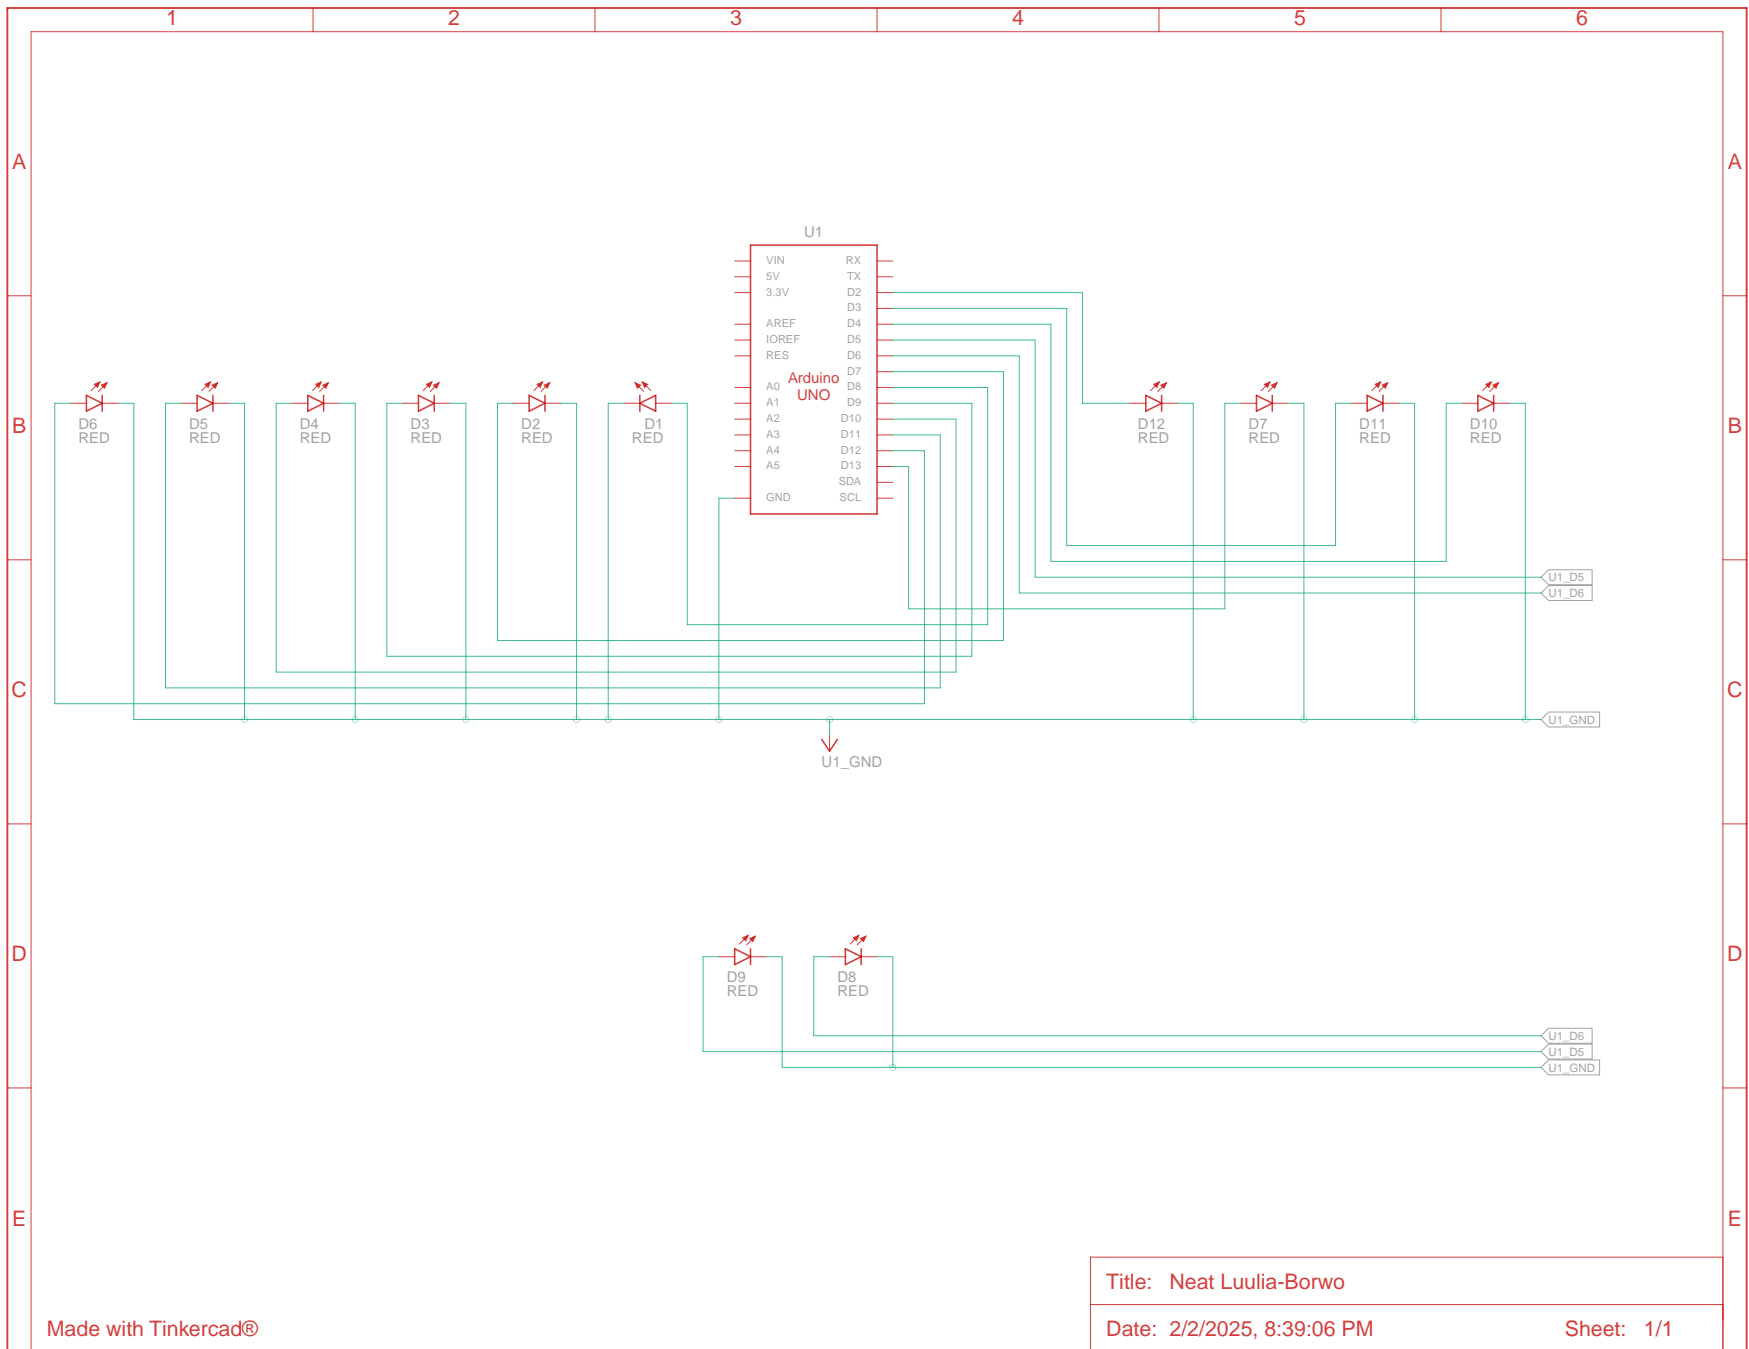 1 2 3 4 5 6
A A
U1
VIN RX
5V TX
3.3V D2
D3
AREF D4
IOREF D5
RES D6
D7
A0 Arduino D8
A1 UNO D9
A2 D10
A3 D11
A4 D12
A5 D13
SDA
GND SCL
B B
D6 D5 D4 D3 D2 D1 D12 D7 D11 D10
RED RED RED RED RED RED RED RED RED RED
U1_D5
U1_D6
C C
U1_GND
U1_GND
D D
D9 D8
RED RED
U1_D6
U1_D5
U1_GND
E E
Title: Neat Luulia-Borwo
Made with Tinkercad®
Date: 2/2/2025, 8:39:06 PM Sheet: 1/1